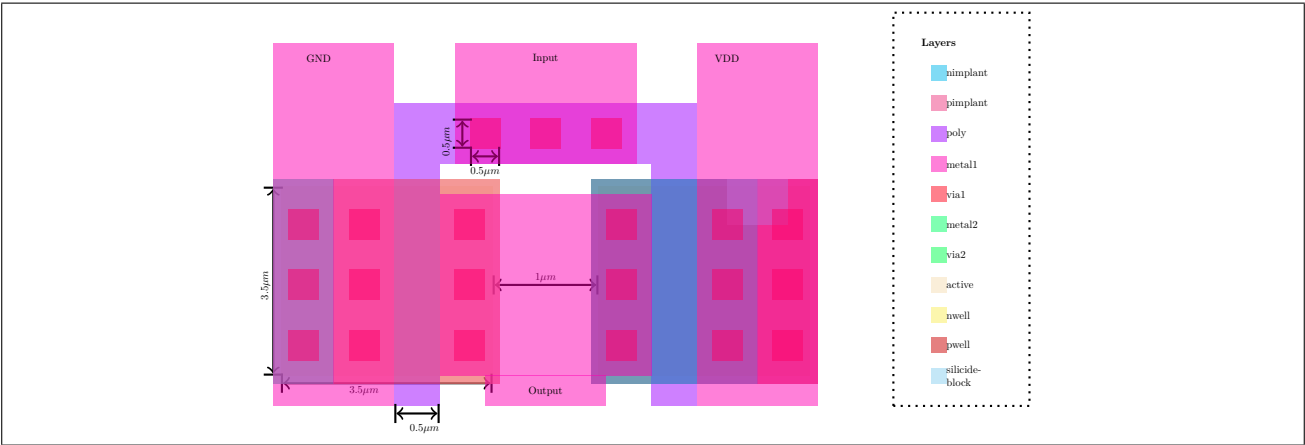 GND
Input
VDD
0.5μm
0.5μm
3.5μm
1μm
3.5μm
Output
0.5μm
Layers
nimplant
pimplant
poly
metal1
via1
metal2
via2
active
nwell
pwell
silicide-
block